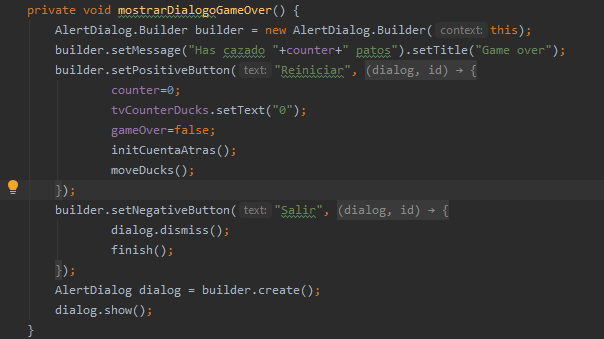 private void mostrarDialogoGameOver() {
AlertDialog.Builder builder = new AlertDialog.Builder( context: this);
builder.setMessage("Has cazado "+counter+" patos").setTitle("Game over");
builder.setPositiveButton( text: "Reiniciar", (dialog, id) → {
counter=0;
tvCounterDucks.setText("0");
gameOver=false;
initCuentaAtras();
moveDucks();
});
builder.setNegativeButton( text: "Salir", (dialog, id) → {
dialog.dismiss();
finish();
});
AlertDialog dialog = builder.create();
dialog.show();
}